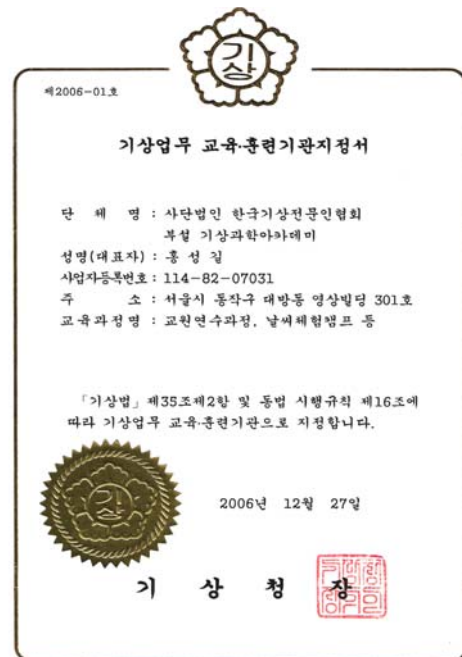 기상
제2006-01호
기상업무 교육·훈련기관지정서
단 체 명 : 사단법인 한국기상전문인협회
부설 기상과학아카데미
성명(대표자) : 홍 성 길
사업자등록번호 : 114-82-07031
주 소 : 서울시 동작구 대방동 영상빌딩 301호
교육과정명 : 교원연수과정, 날씨체험캠프 등
「기상법」제35조제2항 및 동법 시행규칙 제16조에
따라 기상업무 교육·훈련기관으로 지정합니다.
기상
2006년 12월 27일
기 상 청 장